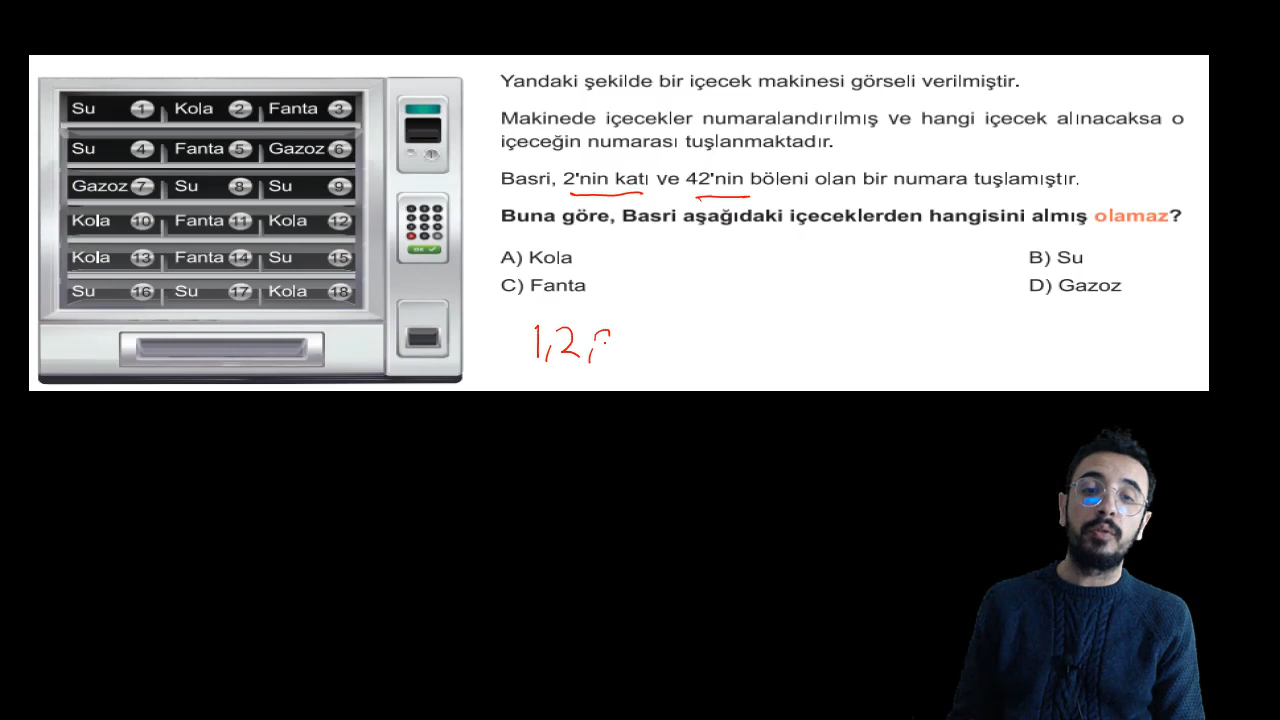 Su 1 Kola 2 Fanta 3
Su 4 Fanta 5 Gazoz 6
Gazoz 7 Su 8 Su 9
Kola 10 Fanta 11 Kola 12
Kola 13 Fanta 14 Su 15
Su 16 Su 17 Kola 18
OK
Yandaki şekilde bir içecek makinesi görseli verilmiştir.
Makinede içecekler numaralandırılmış ve hangi içecek alınacaksa o
içeceğin numarası tuşlanmaktadır.
Basri, 2'nin katı ve 42'nin böleni olan bir numara tuşlamıştır.
Buna göre, Basri aşağıdaki içeceklerden hangisini almış olamaz?
A) Kola B) Su
C) Fanta D) Gazoz
1,2,